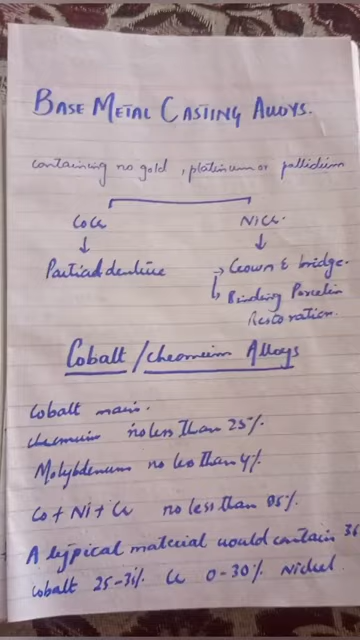 BASE METAL CASTING ALLOYS.
containing no gold, platinum or palladium
CoCr NiCr.
Partial denture → Crown & bridge.
Bonding Porcelin
Restoration.
Cobalt/chromium Alloys
Cobalt main.
chromium no less than 25%.
Molybdenum no less than 4%.
Co + Ni + Cr no less than 85%.
A typical material would contain
Cobalt 25-35% Cr 0-30% Nickel.